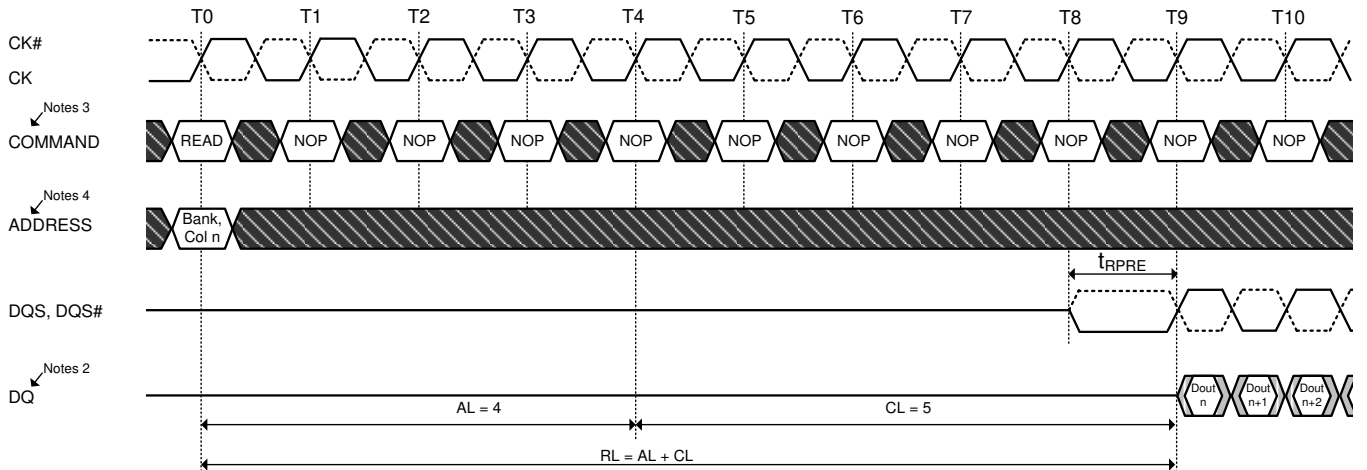 T0 T1 T2 T3 T4 T5 T6 T7 T8 T9 T10
CK#
CK
Notes 3
COMMAND
READ NOP NOP NOP NOP NOP NOP NOP NOP NOP NOP
Notes 4
ADDRESS
Bank,
Col n
tRPRE
DQS, DQS#
Notes 2
DQ
Dout
n
Dout
n+1
Dout
n+2
AL = 4
CL = 5
RL = AL + CL